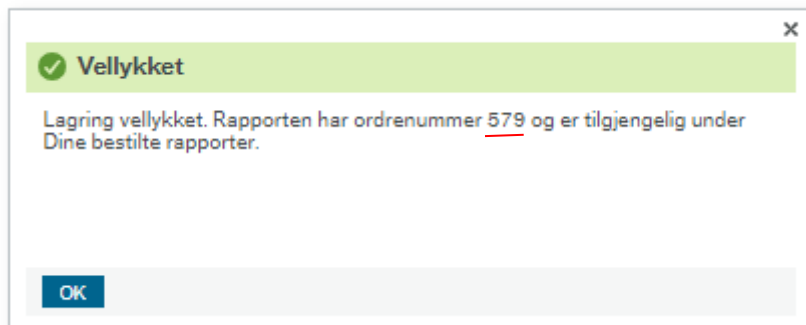 Vellykket
Lagring vellykket. Rapporten har ordrenummer 579 og er tilgjengelig under
Dine bestilte rapporter.
OK